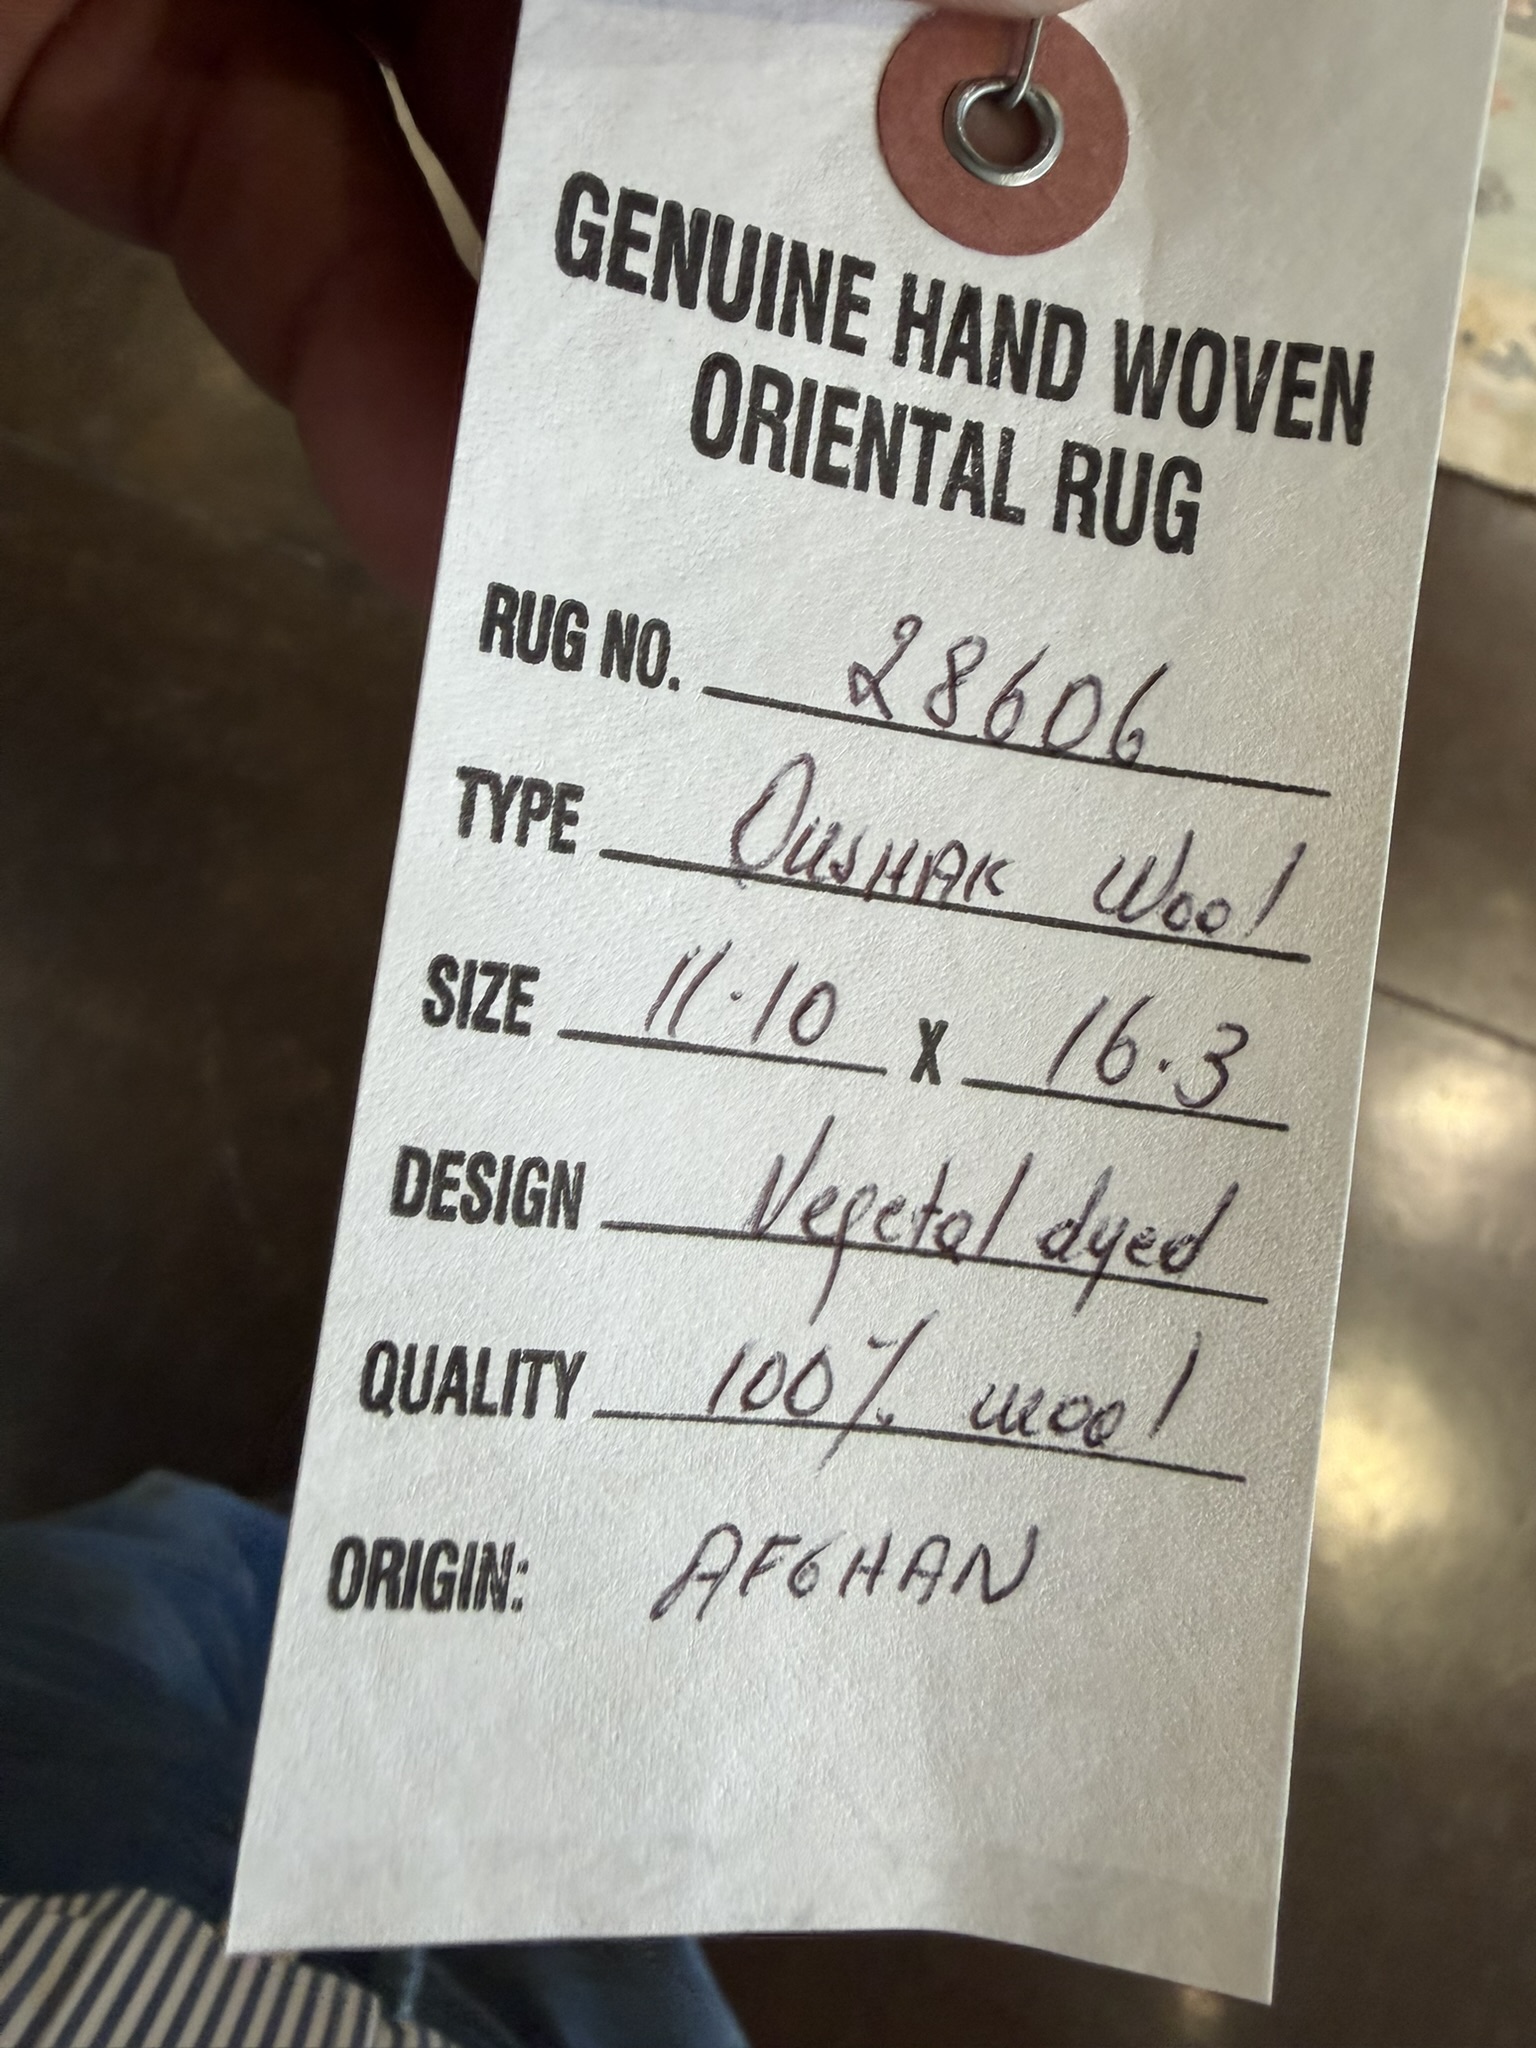 GENUINE HAND WOVEN
ORIENTAL RUG
RUG NO. 28606
TYPE OUSHAK Wool
SIZE 11.10 X 16.3
DESIGN Vegetal dyed
QUALITY 100% wool
ORIGIN: AFGHAN